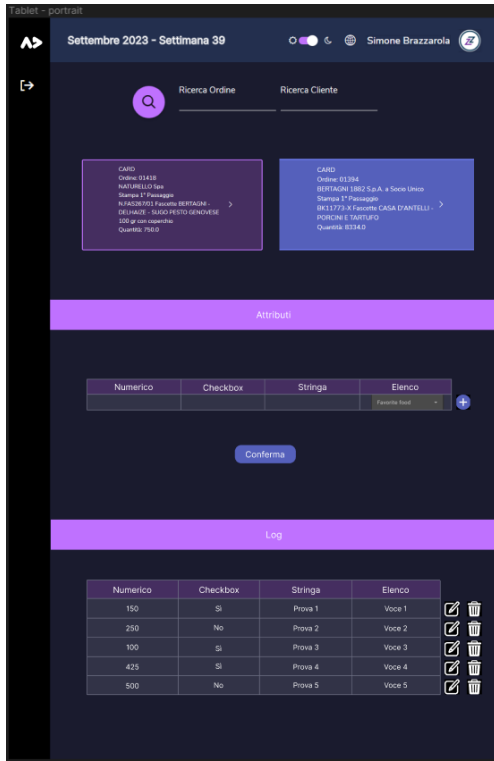 Tablet - portrait
Settembre 2023 - Settimana 39
Simone Brazzarola
Ricerca Ordine
Ricerca Cliente
CARD
Ordine: 01418
NATURELLO Spa
Stampa 1° Passaggio
N.FAS267/01 Fascette BERTAGNI -
DELHAIZE - SUGO PESTO GENOVESE
100 gr con coperchio
Quantità: 750.0
CARD
Ordine: 01394
BERTAGNI 1882 S.p.A. a Socio Unico
Stampa 1° Passaggio
BK11773-X Fascette CASA D'ANTELLI -
PORCINI E TARTUFO
Quantità: 8334.0
Attributi
Numerico Checkbox Stringa Elenco
Favorite food
Conferma
Log
Numerico Checkbox Stringa Elenco
150 Sì Prova 1 Voce 1
250 No Prova 2 Voce 2
100 Sì Prova 3 Voce 3
425 Sì Prova 4 Voce 4
500 No Prova 5 Voce 5